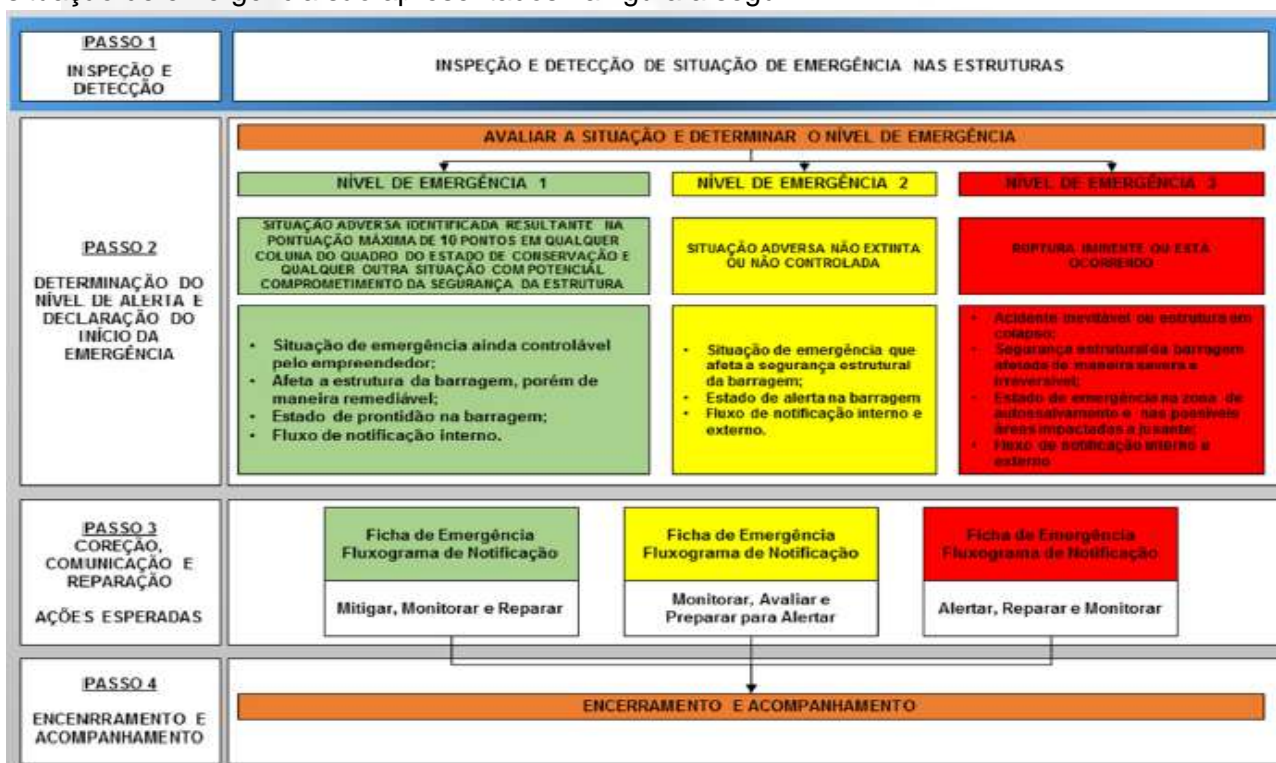 PASSO 1
INSPEÇÃO E
DETECÇÃO
INSPEÇÃO E DETECÇÃO DE SITUAÇÃO DE EMERGÊNCIA NAS ESTRUTURAS
PASSO 2
DETERMINAÇÃO DO
NÍVEL DE ALERTA E
DECLARAÇÃO DO
INÍCIO DA
EMERGÊNCIA
AVALIAR A SITUAÇÃO E DETERMINAR O NÍVEL DE EMERGÊNCIA
NÍVEL DE EMERGÊNCIA 1
SITUAÇÃO ADVERSA IDENTIFICADA RESULTANTE NA
PONTUAÇÃO MÁXIMA DE 10 PONTOS EM QUALQUER
COLUNA DO QUADRO DO ESTADO DE CONSERVAÇÃO E
QUALQUER OUTRA SITUAÇÃO COM POTENCIAL
COMPROMETIMENTO DA SEGURANÇA DA ESTRUTURA
• Situação de emergência ainda controlável
pelo empreendedor;
• Afeta a estrutura da barragem, porém de
maneira remediável;
• Estado de prontidão na barragem;
• Fluxo de notificação interno.
NÍVEL DE EMERGÊNCIA 2
SITUAÇÃO ADVERSA NÃO EXTINTA
OU NÃO CONTROLADA
• Situação de emergência que
afeta a segurança estrutural
da barragem;
• Estado de alerta na barragem
• Fluxo de notificação interno e
externo.
NÍVEL DE EMERGÊNCIA 3
RUPTURA IMINENTE OU ESTÁ
OCORRENDO
• Acidente inevitável ou estrutura em
colapso;
• Segurança estrutural da barragem
afetada de maneira severa e
irreversível;
• Estado de emergência na zona de
autossalvamento e nas possíveis
áreas impactadas a jusante;
• Fluxo de notificação interno e
externo
PASSO 3
COREÇÃO,
COMUNICAÇÃO E
REPARAÇÃO
AÇÕES ESPERADAS
Ficha de Emergência
Fluxograma de Notificação
Mitigar, Monitorar e Reparar
Ficha de Emergência
Fluxograma de Notificação
Monitorar, Avaliar e
Preparar para Alertar
Ficha de Emergência
Fluxograma de Notificação
Alertar, Reparar e Monitorar
PASSO 4
ENCENRRAMENTO E
ACOMPANHAMENTO
ENCERRAMENTO E ACOMPANHAMENTO